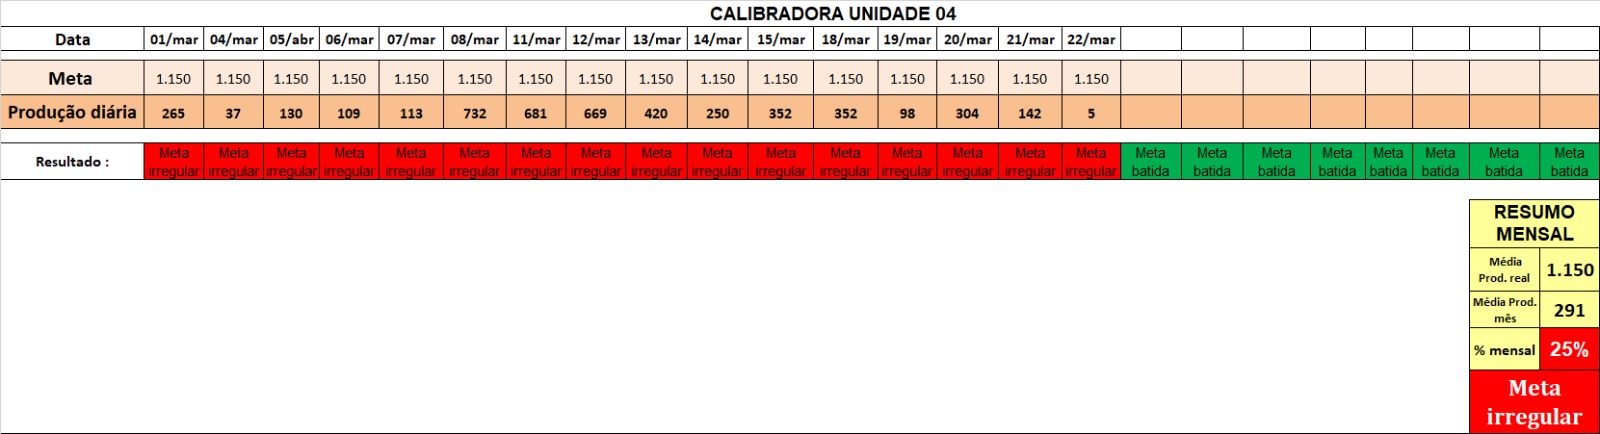 CALIBRADORA UNIDADE 04
Data 01/mar 04/mar 05/abr 06/mar 07/mar 08/mar 11/mar 12/mar 13/mar 14/mar 15/mar 18/mar 19/mar 20/mar 21/mar 22/mar
Meta 1.150 1.150 1.150 1.150 1.150 1.150 1.150 1.150 1.150 1.150 1.150 1.150 1.150 1.150 1.150 1.150
Produção diária 265 37 130 109 113 732 681 669 420 250 352 352 98 304 142 5
Meta Meta Meta Meta Meta Meta Meta Meta Meta Meta Meta Meta Meta Meta Meta Meta Meta Meta Meta Meta Meta Meta Meta Meta
Resultado : irregular irregular irregular irregular irregular irregular irregular irregular irregular irregular irregular irregular irregular irregular irregular irregular batida batida batida batida batida batida batida batida
RESUMO
MENSAL
Média
Prod. real 1.150
Média Prod.
mês 291
% mensal 25%
Meta
irregular